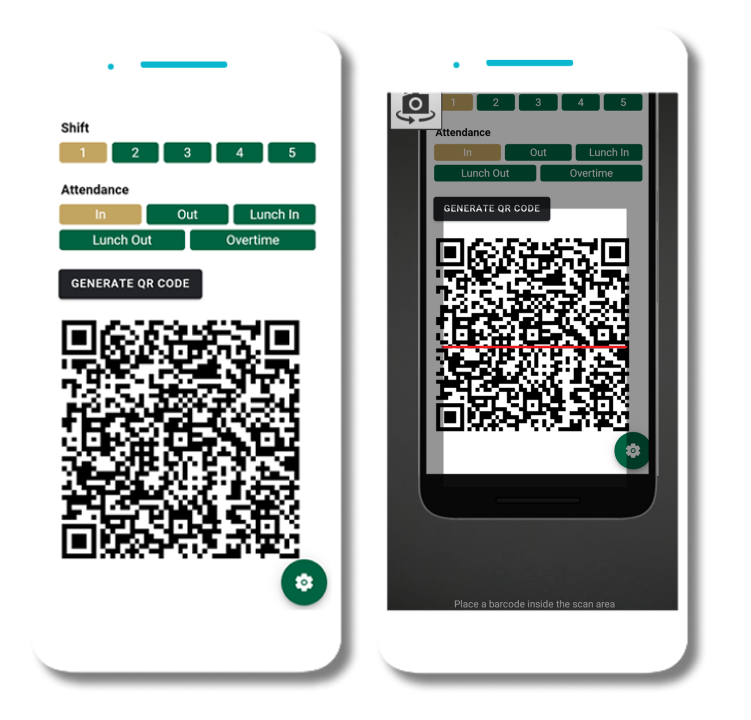 Shift
1 2 3 4 5
Attendance
In Out Lunch In
Lunch Out Overtime
GENERATE QR CODE
1 2 3 4 5
Attendance
In Out Lunch In
Lunch Out Overtime
GENERATE QR CODE
Place a barcode inside the scan area